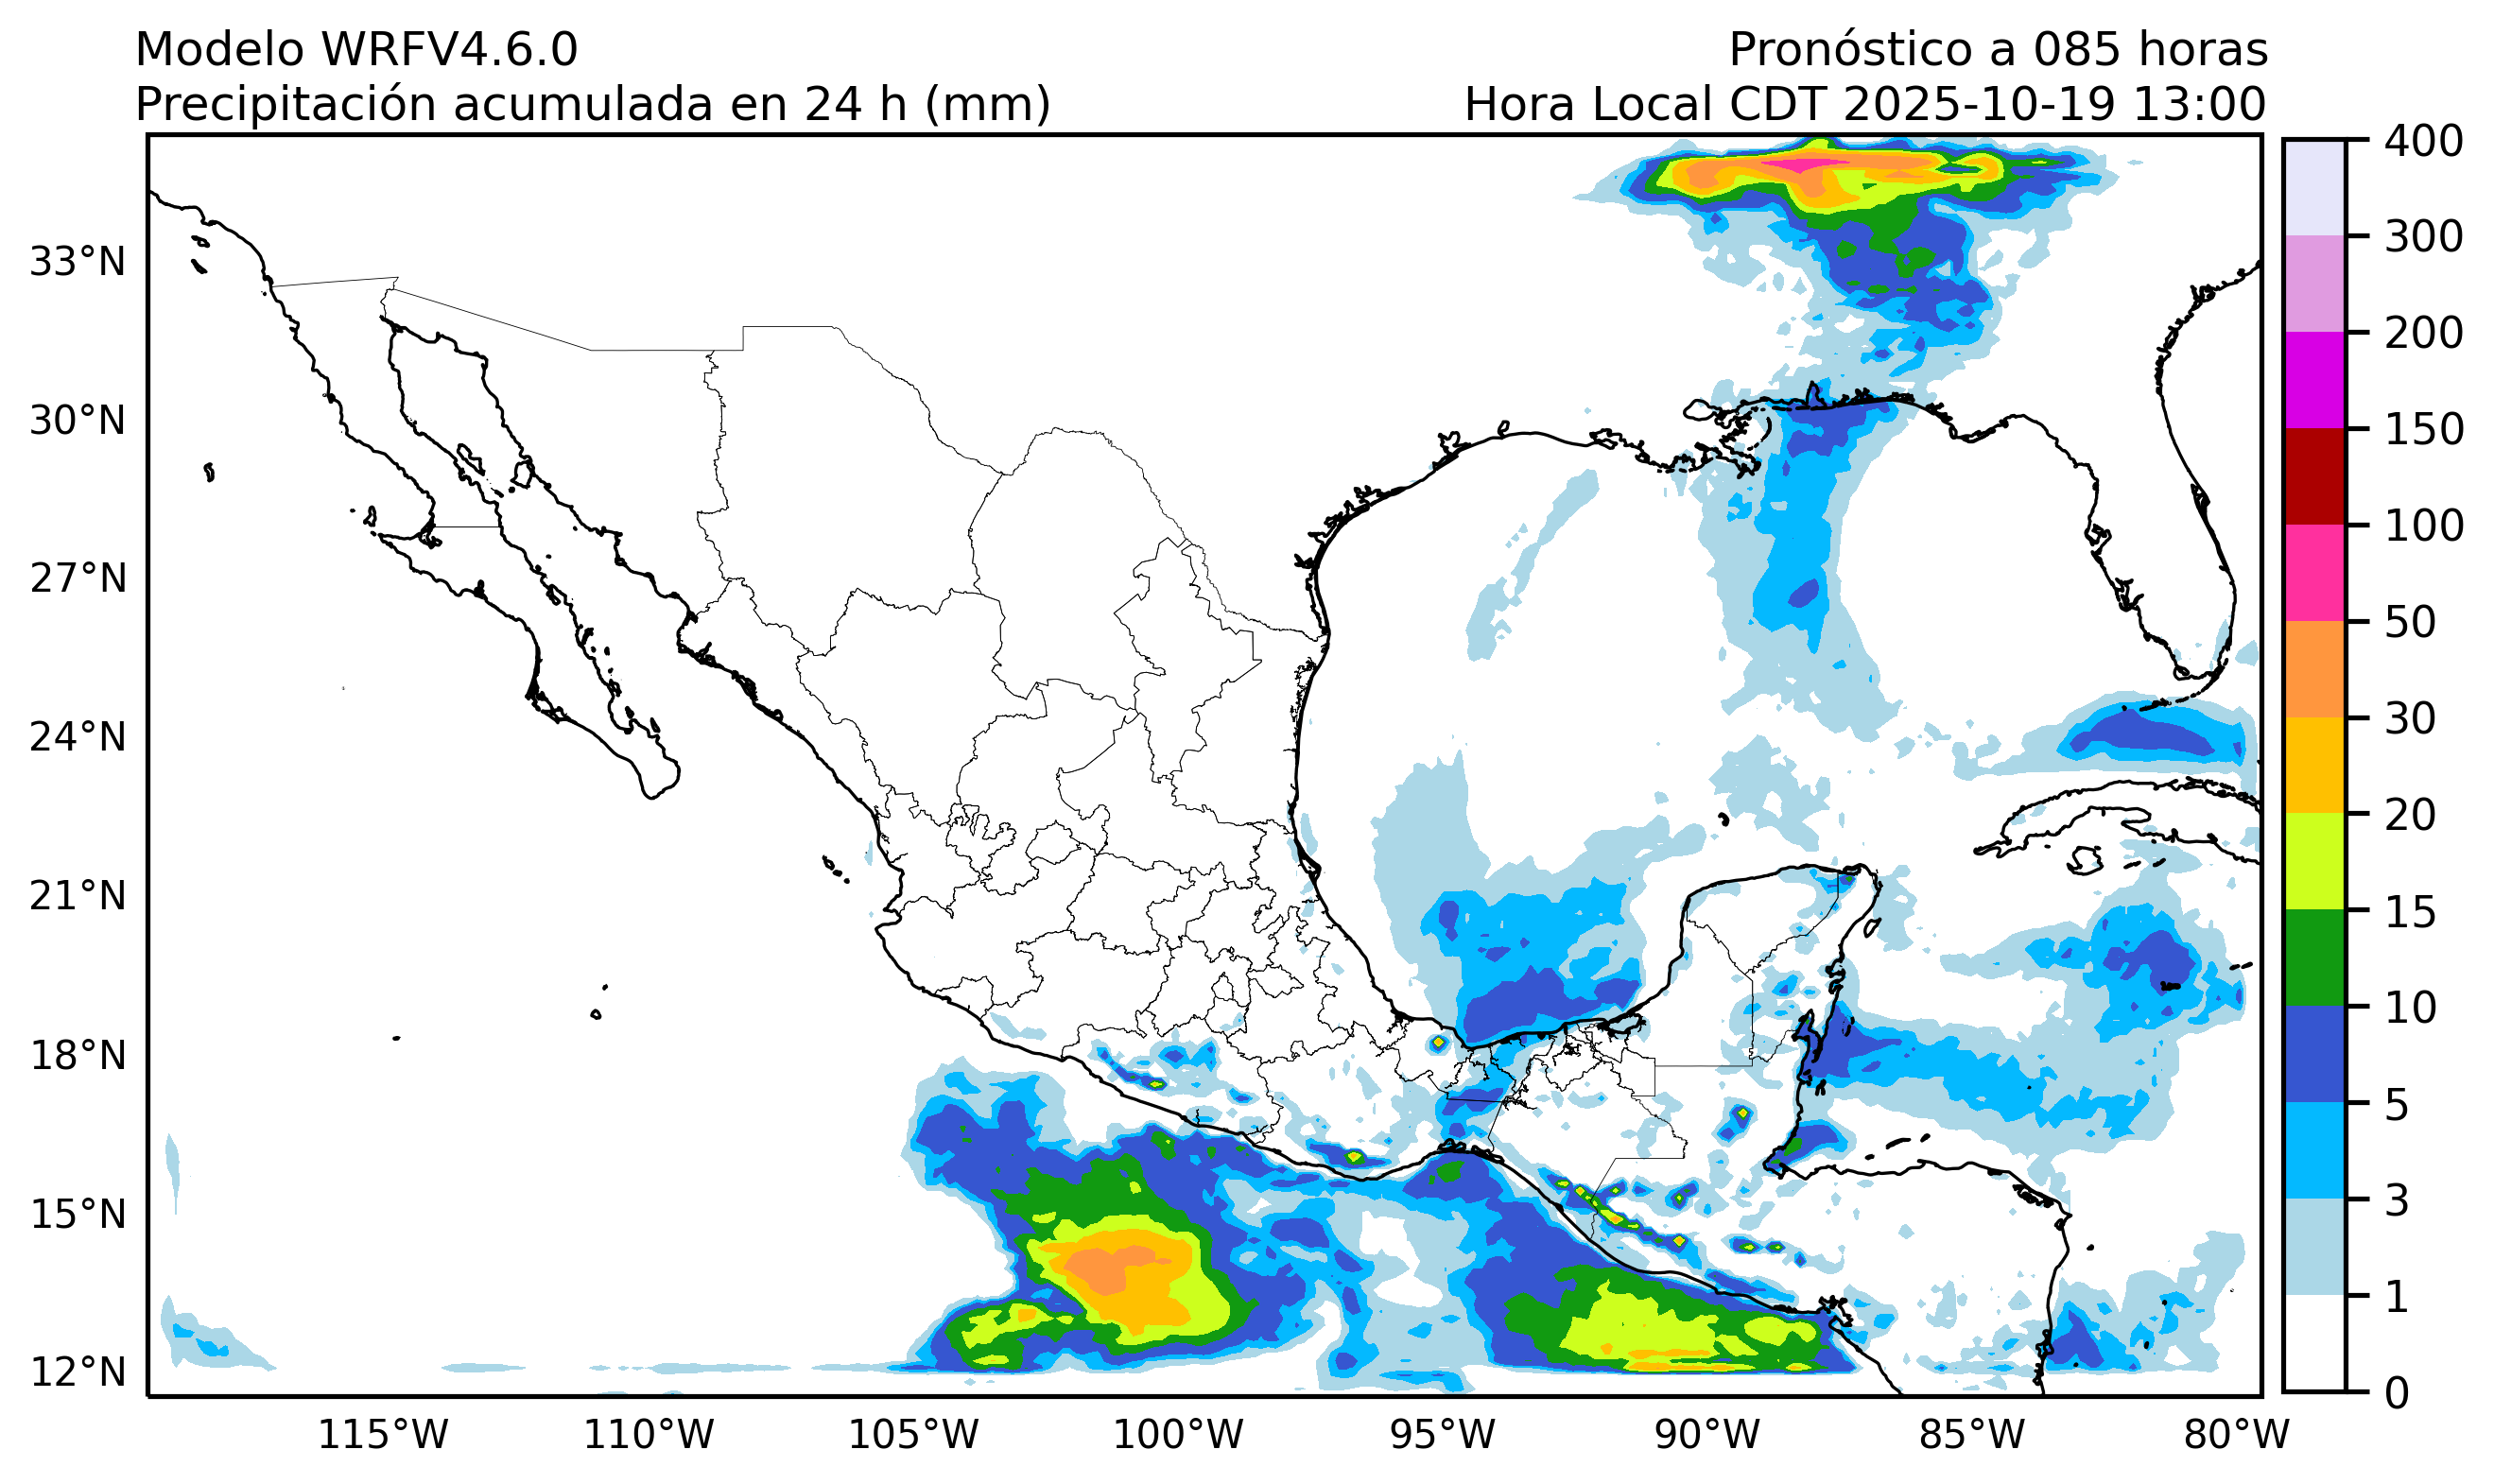 Modelo WRFV4.6.0
Pronóstico a 085 horas
Precipitación acumulada en 24 h (mm)
Hora Local CDT 2025-10-19 13:00
33°N
30°N
27°N
24°N
21°N
18°N
15°N
12°N
115°W
110°W
105°W
100°W
95°W
90°W
85°W
80°W
400
300
200
150
100
50
30
20
15
10
5
3
1
0